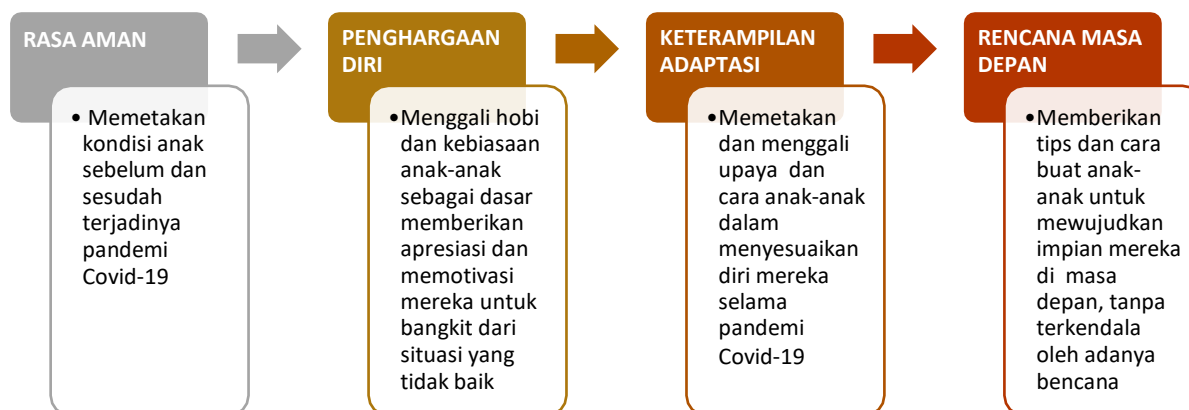 RASA AMAN
• Memetakan
kondisi anak
sebelum dan
sesudah
terjadinya
pandemi
Covid-19
PENGHARGAAN
DIRI
•Menggali hobi
dan kebiasaan
anak-anak
sebagai dasar
memberikan
apresiasi dan
memotivasi
mereka untuk
bangkit dari
situasi yang
tidak baik
KETERAMPILAN
ADAPTASI
•Memetakan
dan menggali
upaya dan
cara anak-anak
dalam
menyesuaikan
diri mereka
selama
pandemi
Covid-19
RENCANA MASA
DEPAN
•Memberikan
tips dan cara
buat anak-
anak untuk
mewujudkan
impian mereka
di masa
depan, tanpa
terkendala
oleh adanya
bencana